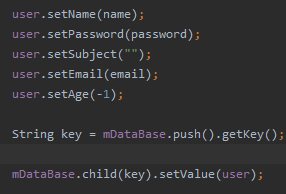 user.setName(name);
user.setPassword(password);
user.setSubject("");
user.setEmail(email);
user.setAge(-1);
String key = mDataBase.push().getKey();
mDataBase.child(key).setValue(user);